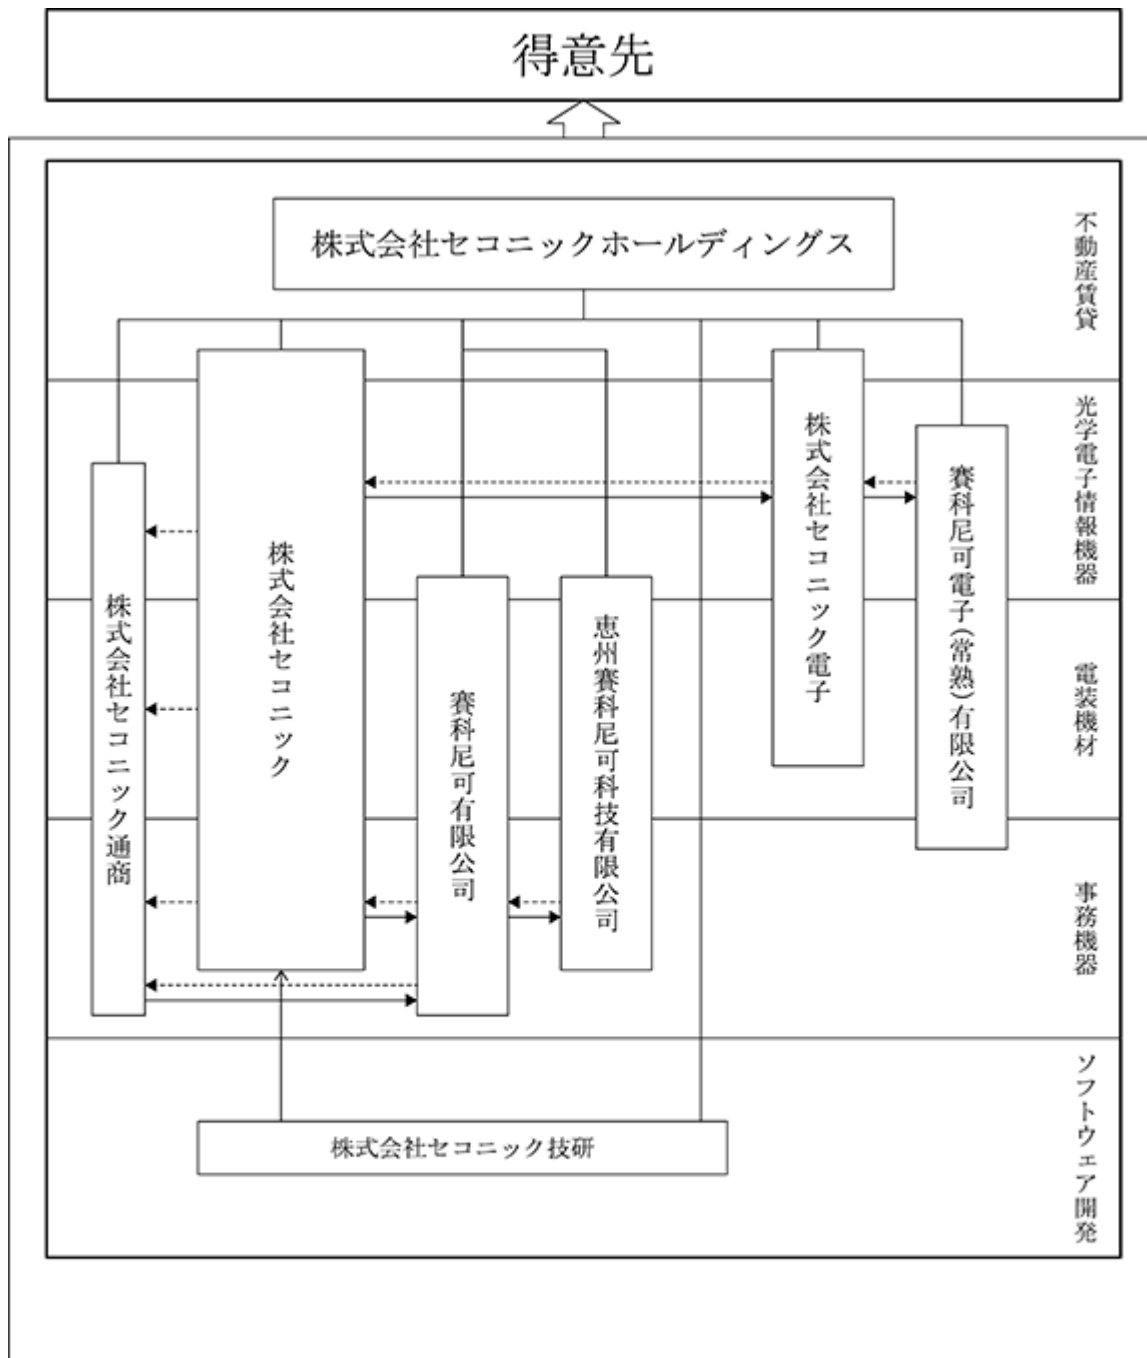 得意先
株式会社セコニックホールディングス
不動産賃貸
光学電子情報機器
電装機材
事務機器
ソフトウェア開発
株式会社セコニック通商
株式会社セコニック
賽科尼可有限公司
恵州賽科尼可科技有限公司
株式会社セコニック電子
賽科尼可電子(常熟)有限公司
株式会社セコニック技研